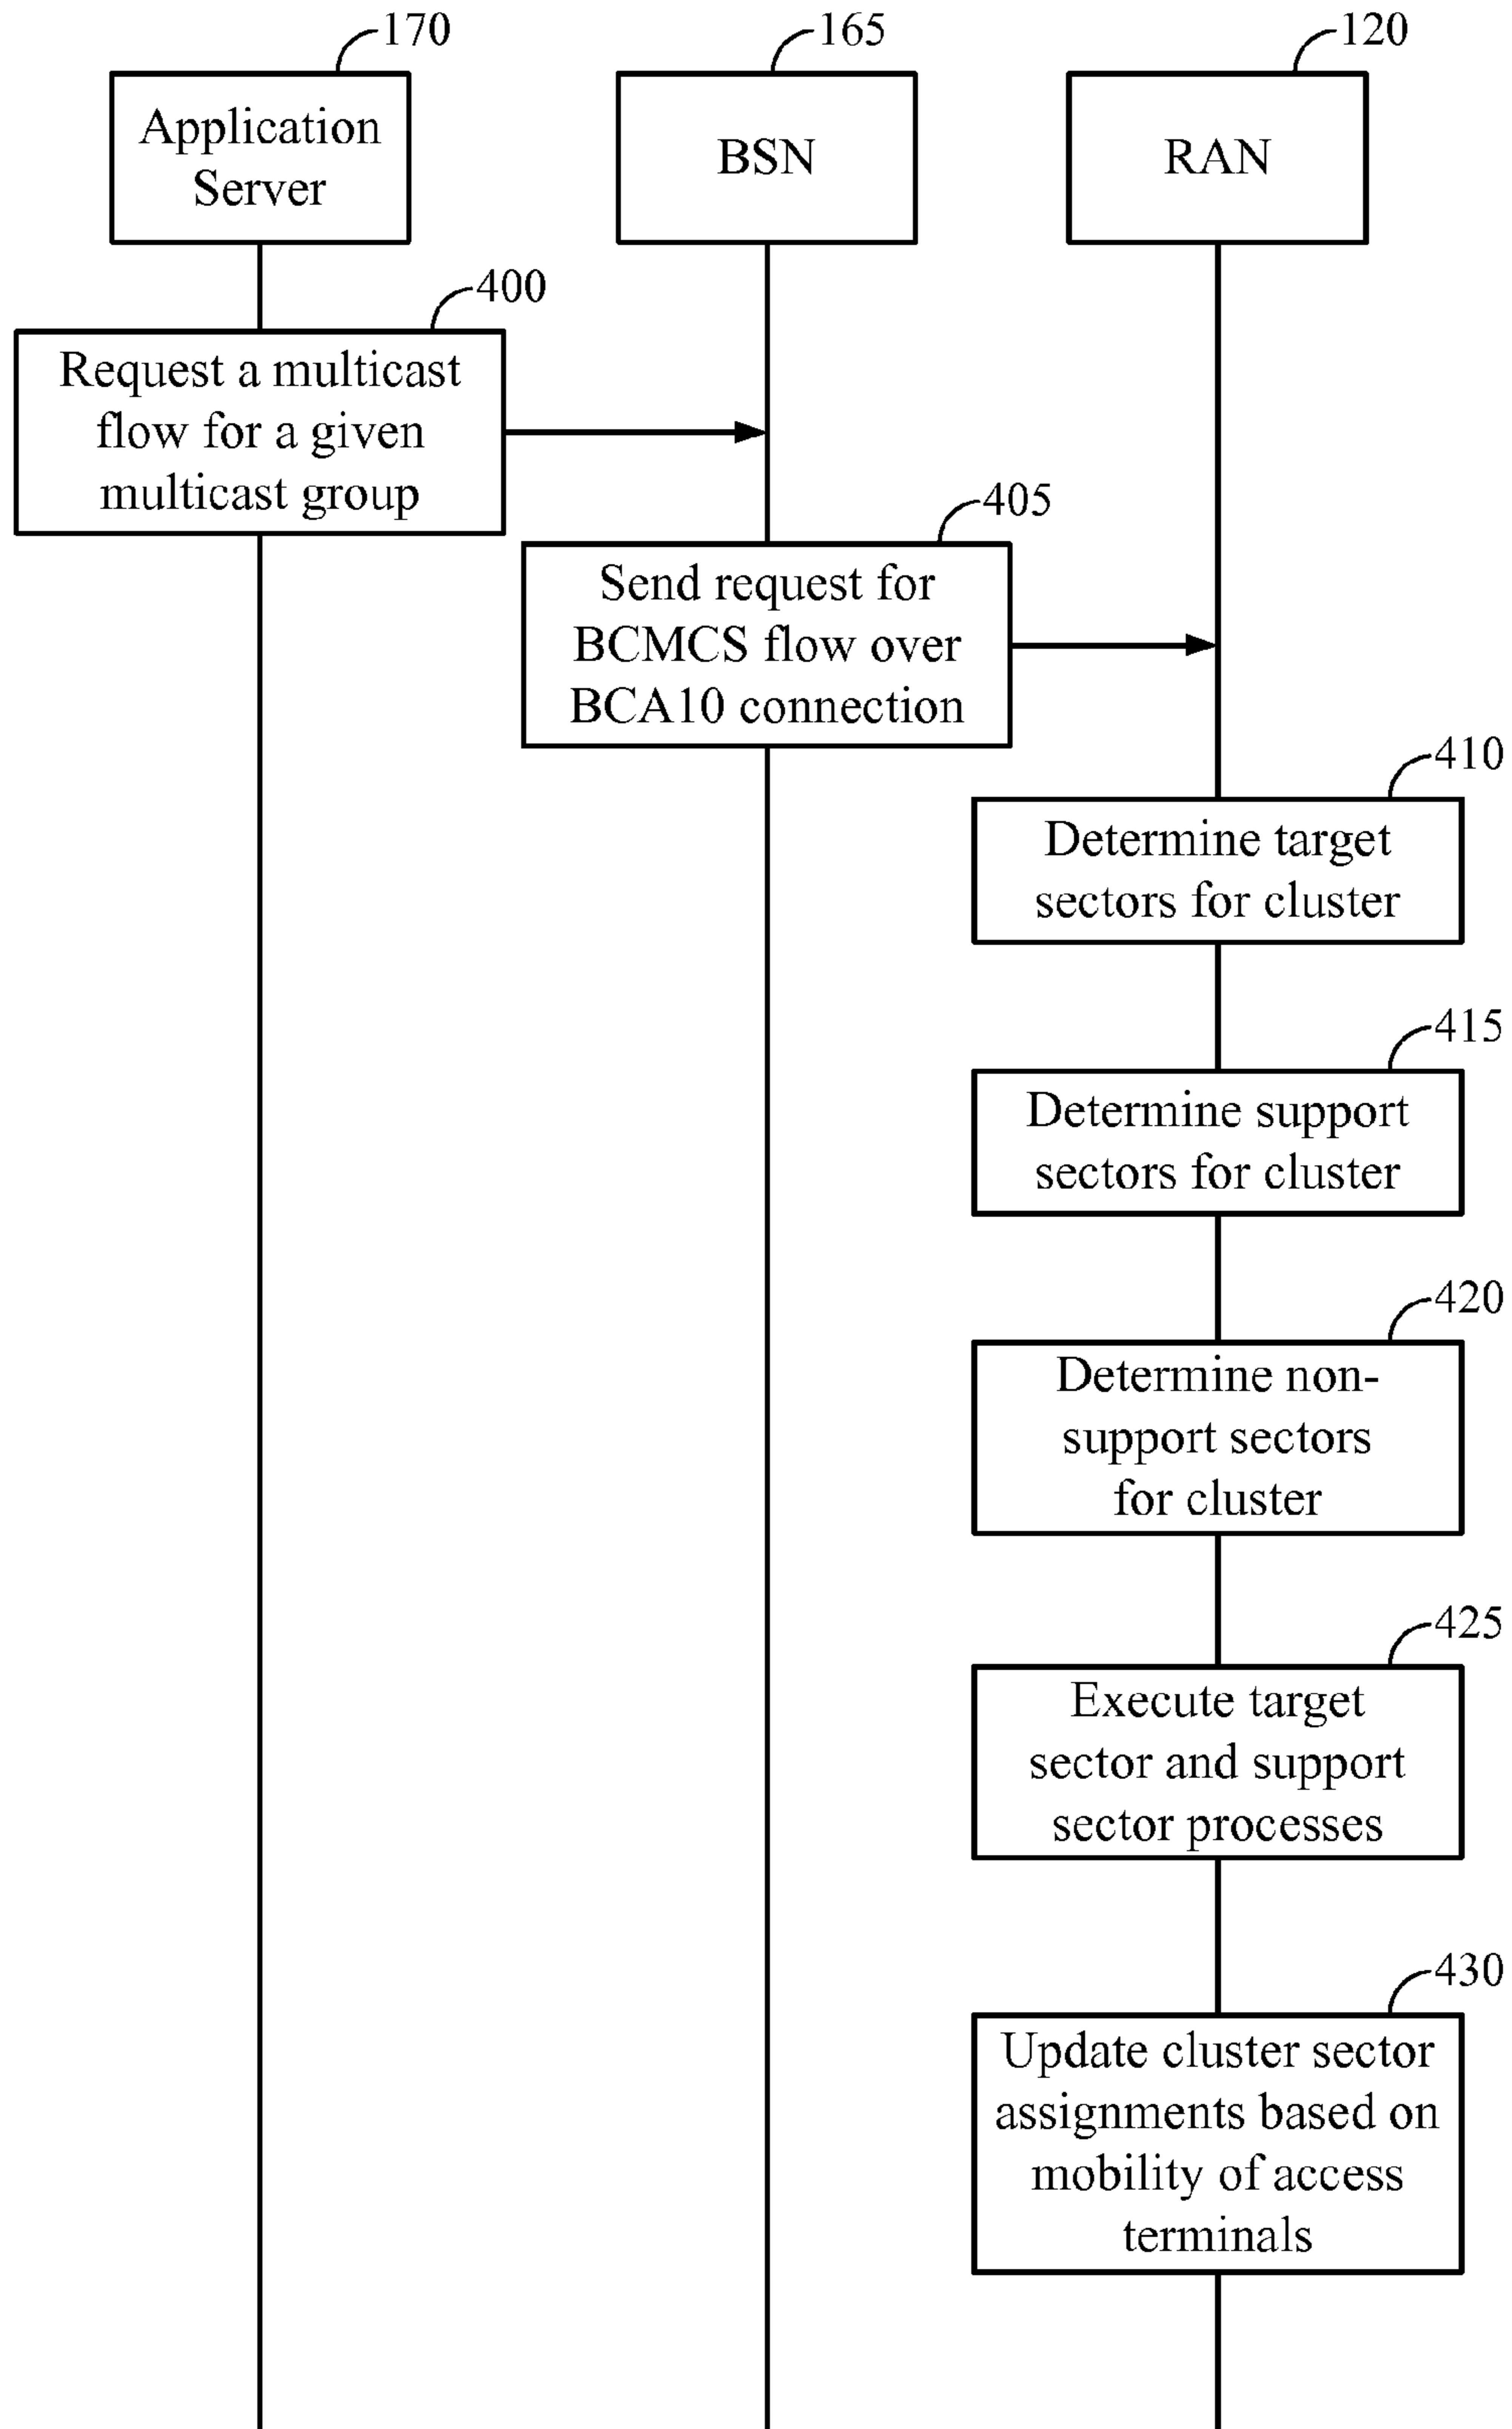 170
165
120
Application
Server
BSN
RAN
400
Request a multicast
flow for a given
multicast group
405
Send request for
BCMCS flow over
BCA10 connection
410
Determine target
sectors for cluster
415
Determine support
sectors for cluster
420
Determine non-
support sectors
for cluster
425
Execute target
sector and support
sector processes
430
Update cluster sector
assignments based on
mobility of access
terminals